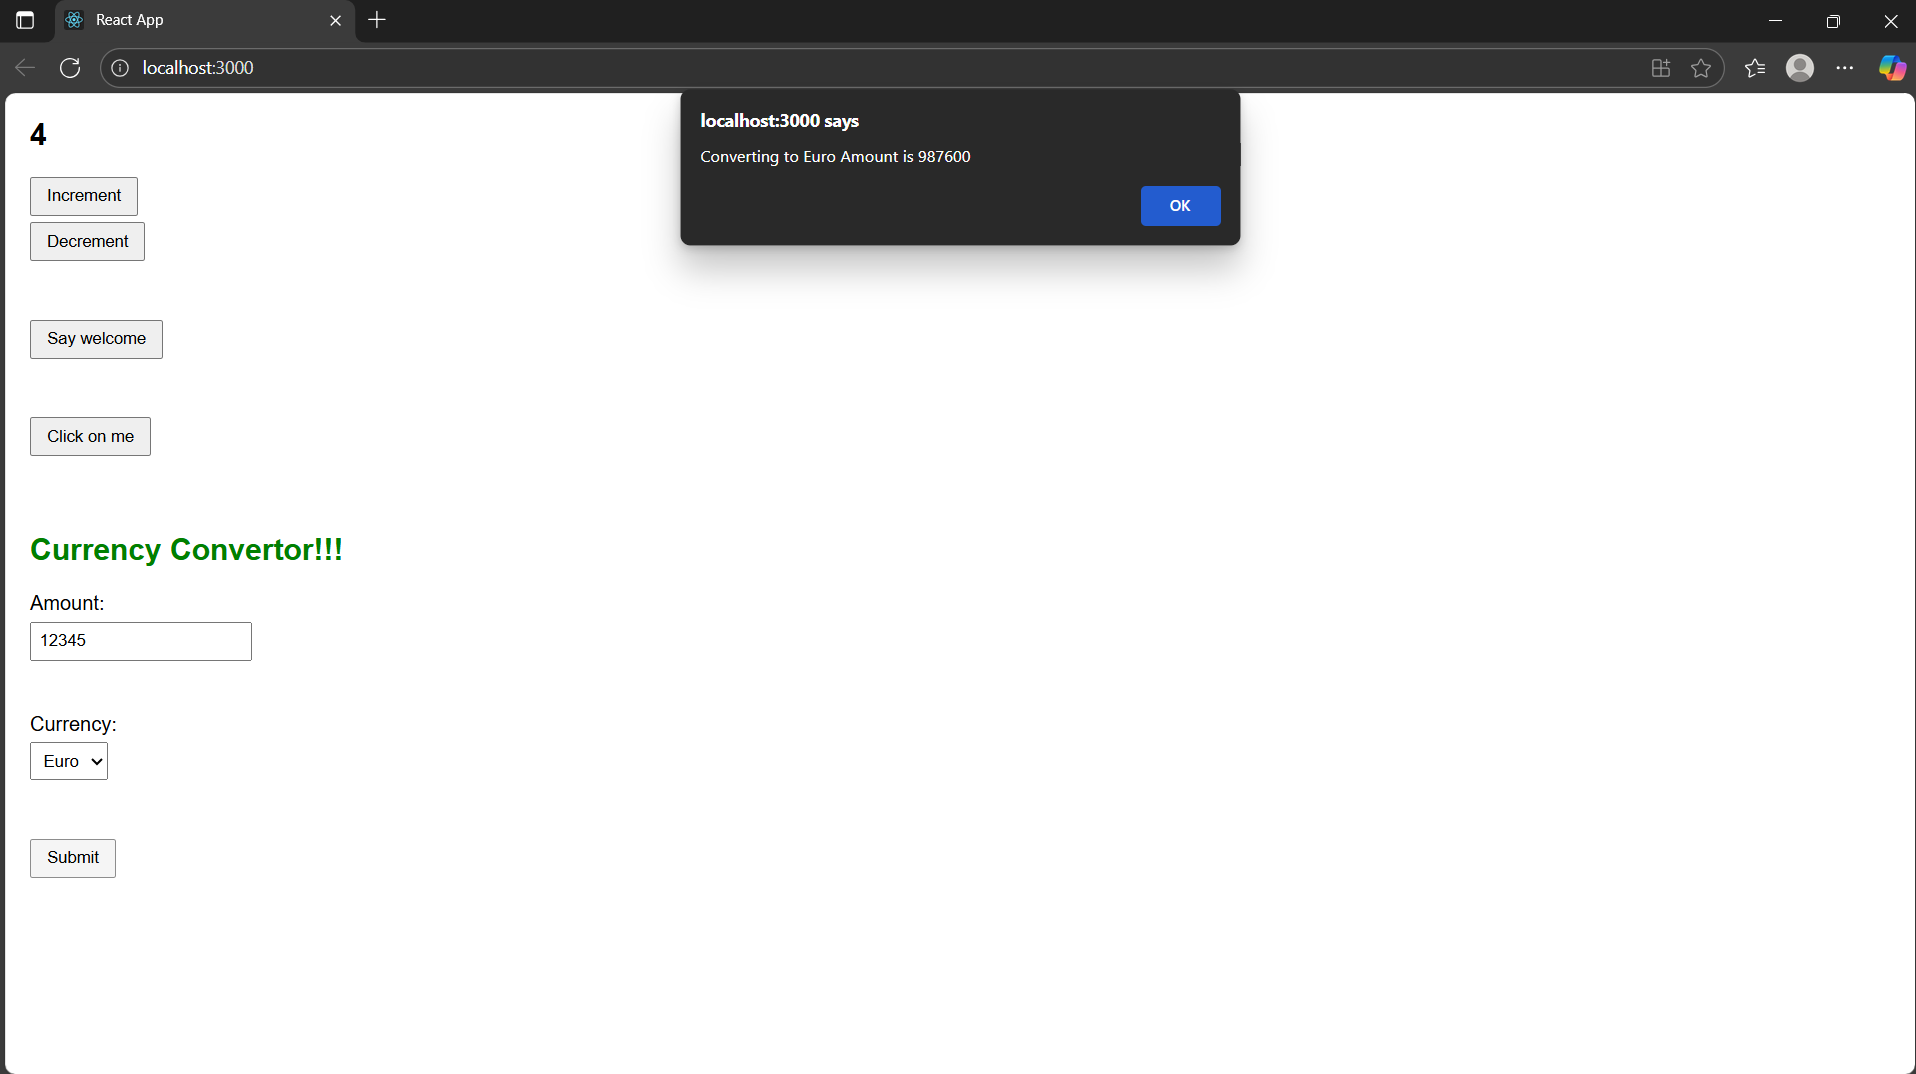 React App
localhost:3000
localhost:3000 says
Converting to Euro Amount is 987600
OK
4
Increment
Decrement
Say welcome
Click on me
Currency Convertor!!!
Amount:
12345
Currency:
Euro
Submit